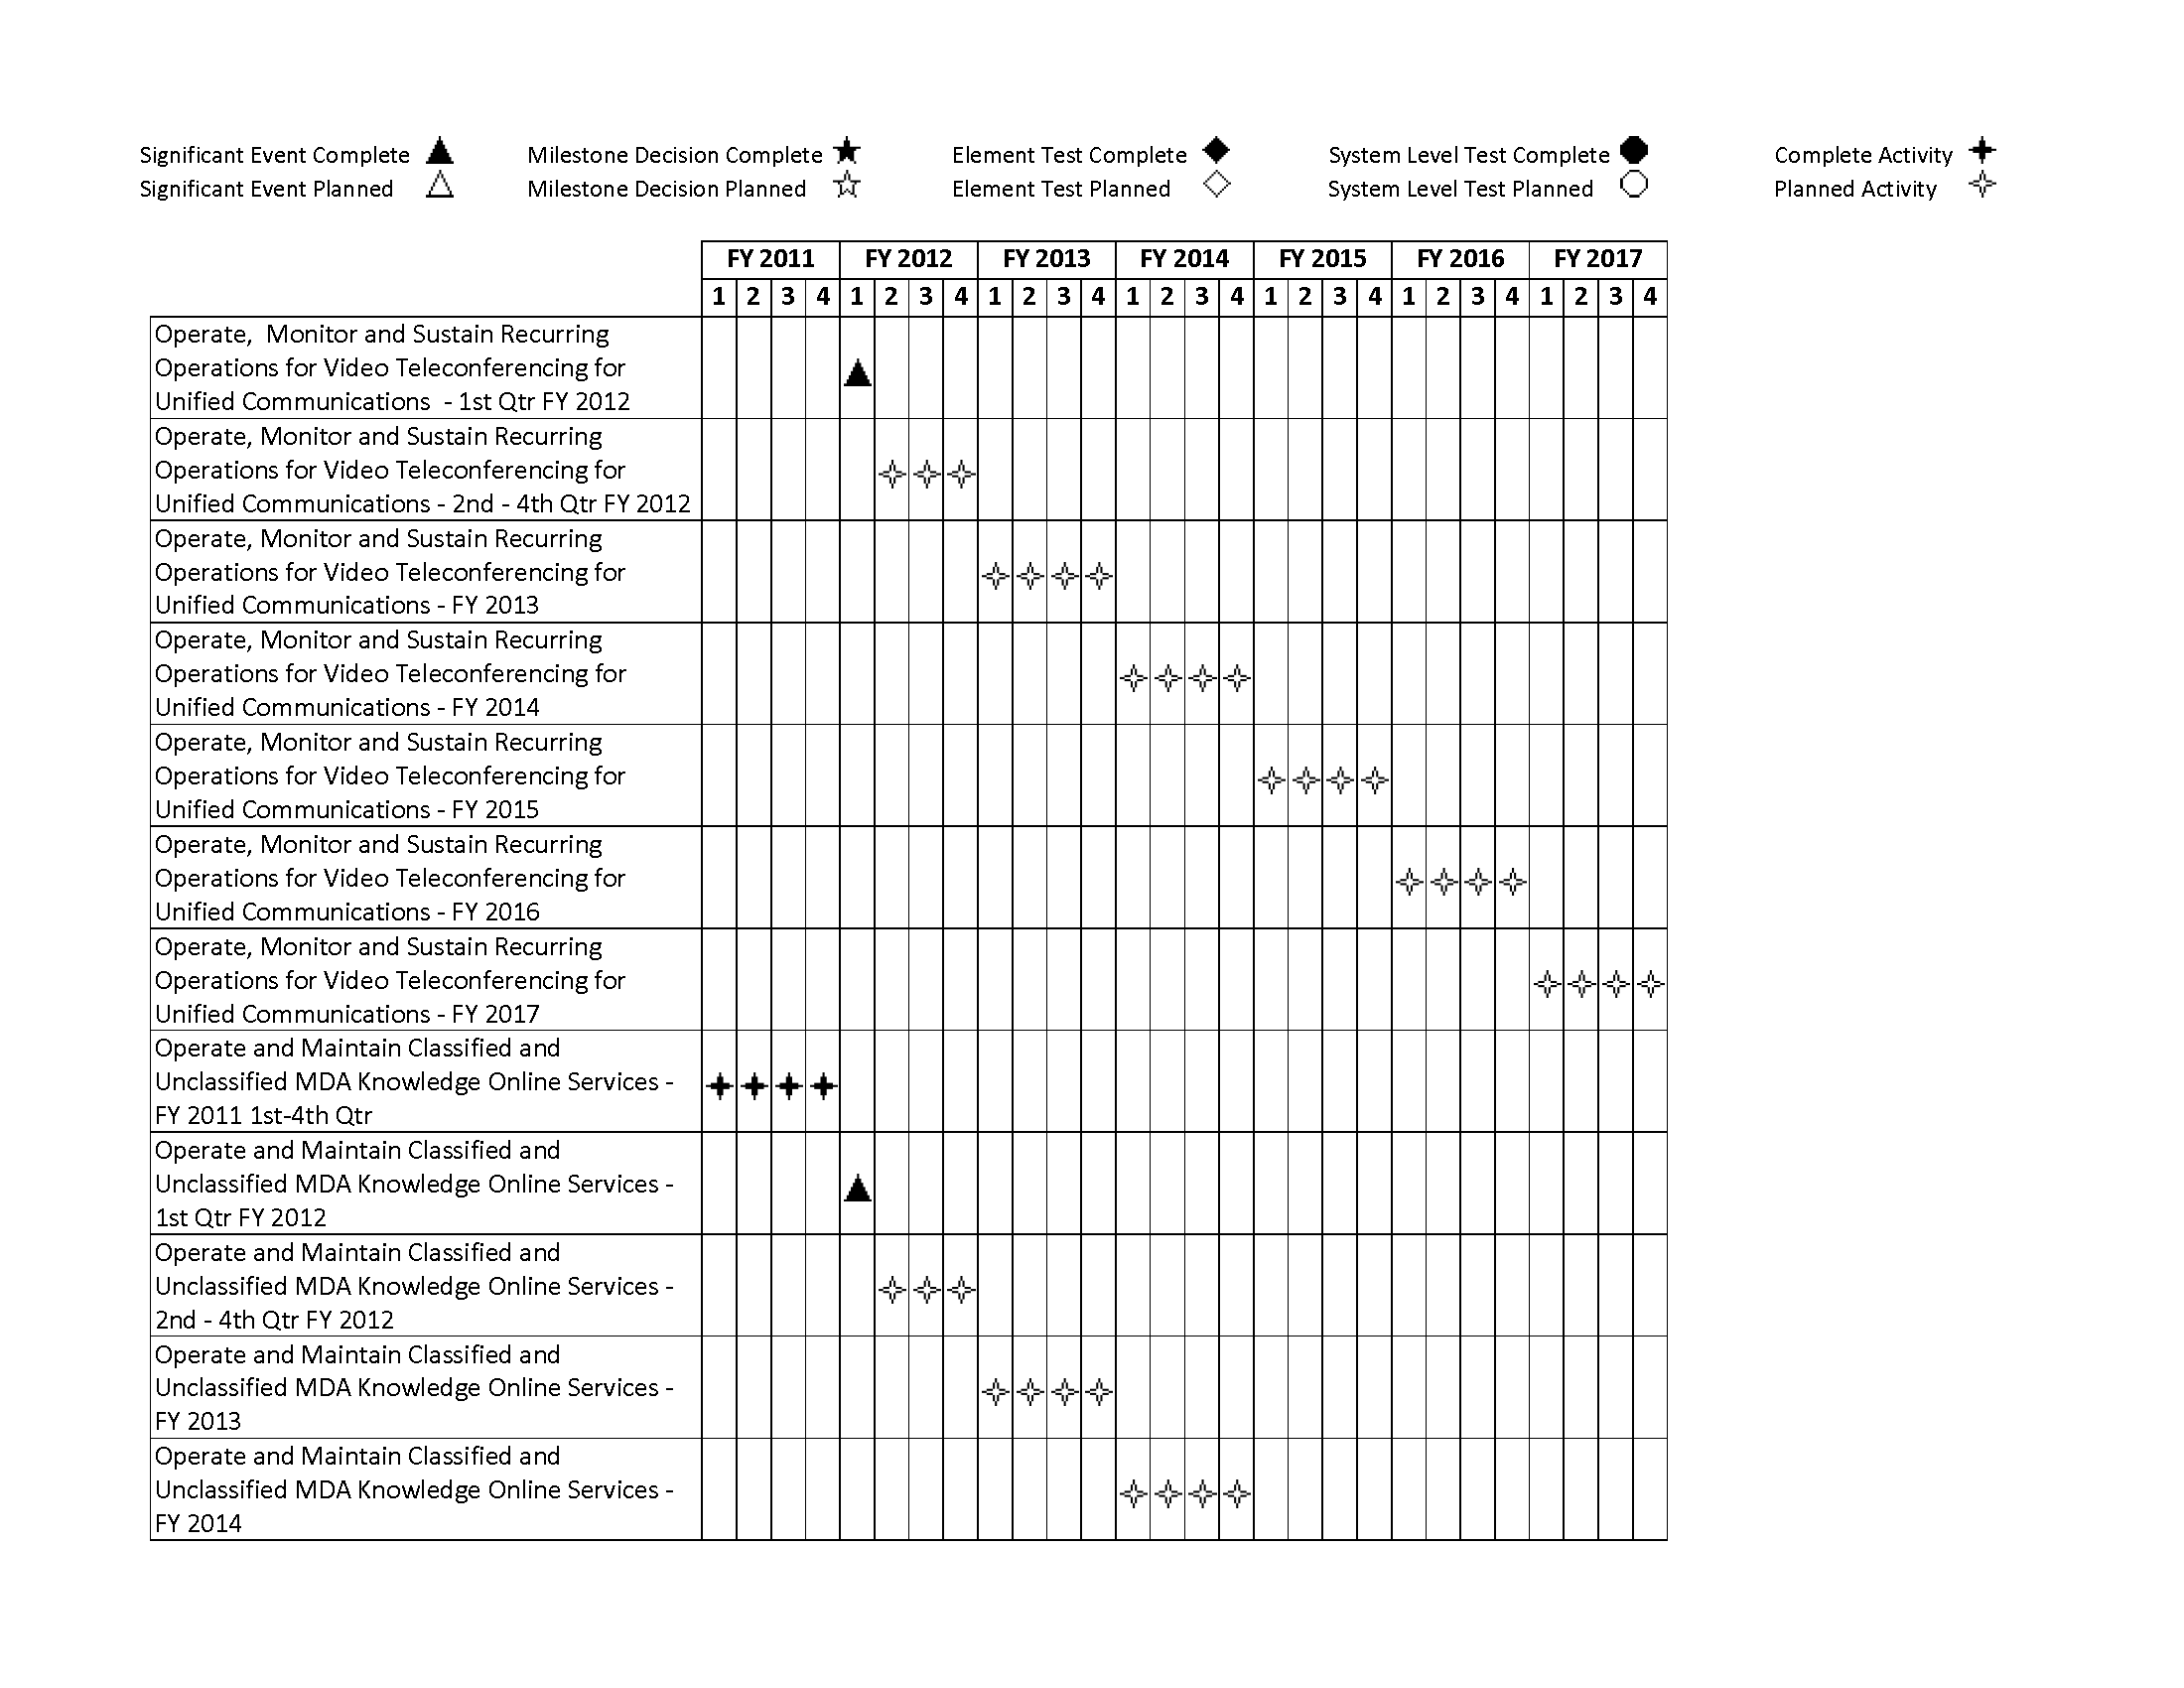 Significant Event Complete
Milestone Decision Complete
Element Test Complete
System Level Test Complete
Complete Activity
Significant Event Planned
Milestone Decision Planned
Element Test Planned
System Level Test Planned
Planned Activity
FY 2011 FY 2012 FY 2013 FY 2014 FY 2015 FY 2016 FY 2017
1 2 3 4 1 2 3 4 1 2 3 4 1 2 3 4 1 2 3 4 1 2 3 4 1 2 3 4
Operate,  Monitor and Sustain Recurring
Operations for Video Teleconferencing for
Unified Communications  - 1st Qtr FY 2012
Operate, Monitor and Sustain Recurring
Operations for Video Teleconferencing for
Unified Communications - 2nd - 4th Qtr FY 2012
Operate, Monitor and Sustain Recurring
Operations for Video Teleconferencing for
Unified Communications - FY 2013
Operate, Monitor and Sustain Recurring
Operations for Video Teleconferencing for
Unified Communications - FY 2014
Operate, Monitor and Sustain Recurring
Operations for Video Teleconferencing for
Unified Communications - FY 2015
Operate, Monitor and Sustain Recurring
Operations for Video Teleconferencing for
Unified Communications - FY 2016
Operate, Monitor and Sustain Recurring
Operations for Video Teleconferencing for
Unified Communications - FY 2017
Operate and Maintain Classified and
Unclassified MDA Knowledge Online Services -
FY 2011 1st-4th Qtr
Operate and Maintain Classified and
Unclassified MDA Knowledge Online Services -
1st Qtr FY 2012
Operate and Maintain Classified and
Unclassified MDA Knowledge Online Services -
2nd - 4th Qtr FY 2012
Operate and Maintain Classified and
Unclassified MDA Knowledge Online Services -
FY 2013
Operate and Maintain Classified and
Unclassified MDA Knowledge Online Services -
FY 2014